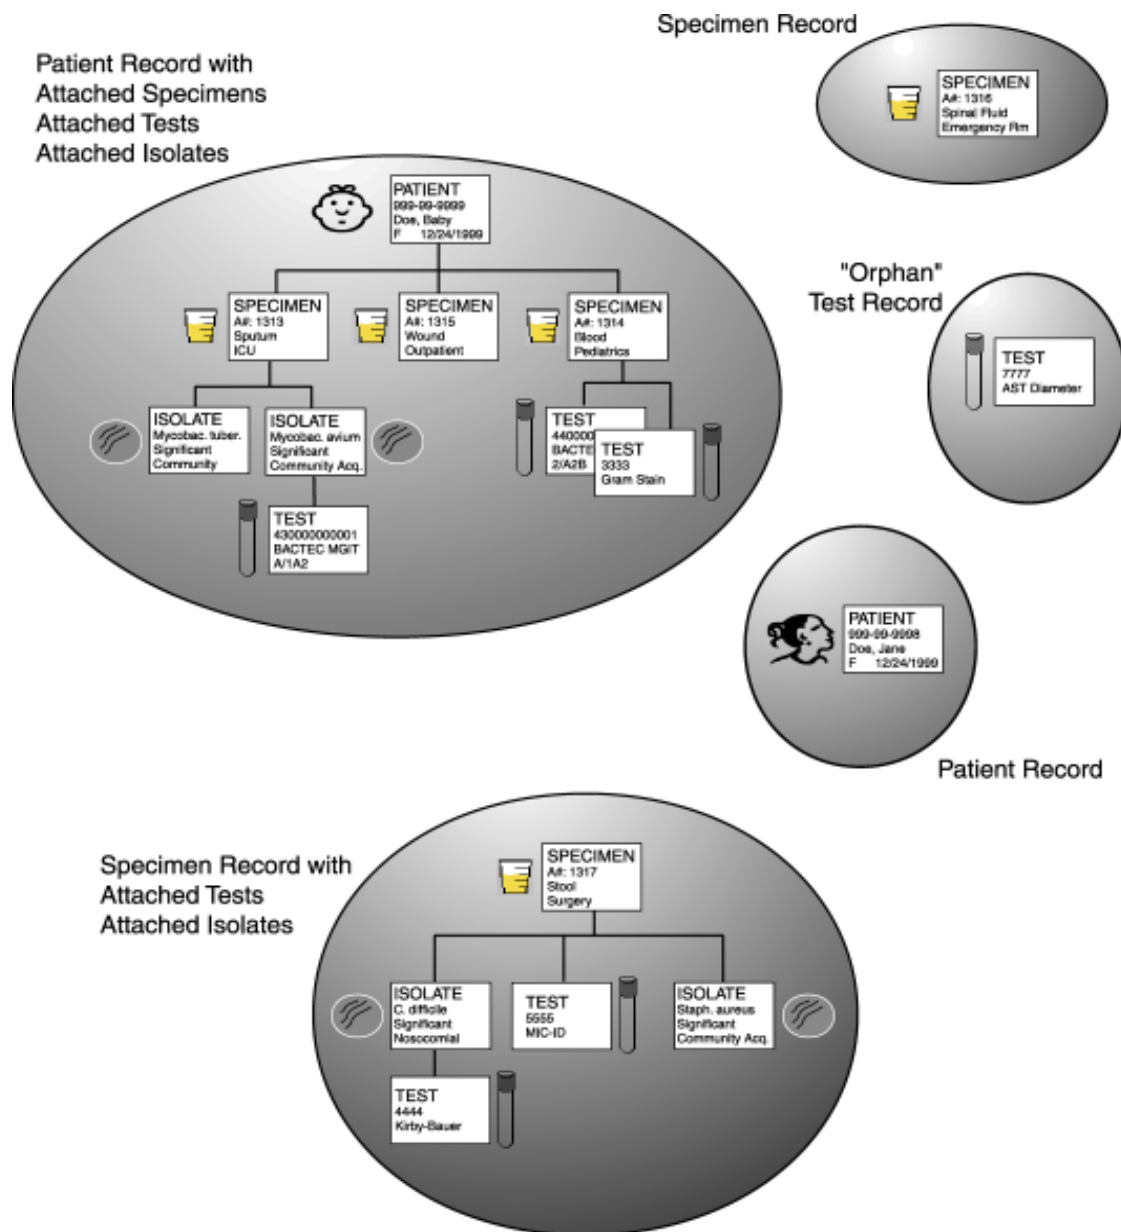 Specimen Record
SPECIMEN
A#: 1316
Spinal Fluid
Emergency Rm
Patient Record with
Attached Specimens
Attached Tests
Attached Isolates
PATIENT
999-99-9999
Doe, Baby
F 12/24/1999
SPECIMEN
A#: 1313
Sputum
ICU
SPECIMEN
A#: 1315
Wound
Outpatient
SPECIMEN
A#: 1314
Blood
Pediatrics
ISOLATE
Mycobac. tuber.
Significant
Community
ISOLATE
Mycobac. avium
Significant
Community Acq.
TEST
430000000001
BACTEC MGIT
A/1A2
TEST
BACTEC
2/A2B
TEST
3333
Gram Stain
"Orphan"
Test Record
TEST
7777
AST Diameter
PATIENT
999-99-9998
Doe, Jane
F 12/24/1999
Patient Record
Specimen Record with
Attached Tests
Attached Isolates
SPECIMEN
A#: 1317
Stool
Surgery
ISOLATE
C. difficile
Significant
Nosocomial
TEST
5555
MIC-ID
ISOLATE
Staph. aureus
Significant
Community Acq.
TEST
4444
Kirby-Bauer